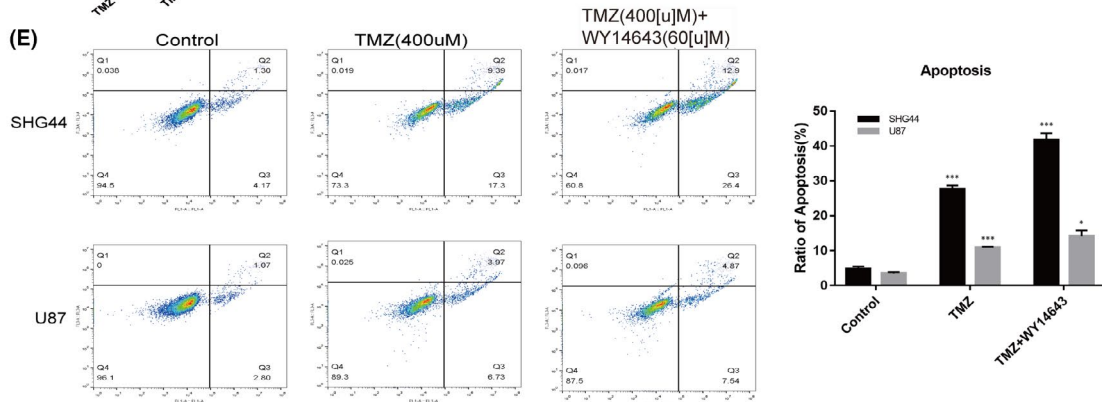 TMZ
TM
(E)
Control
TMZ(400uM)
TMZ(400[u]M)+
WY14643(60[u]M)
SHG44
Q1
0.038
Q2
1.30
Q4
94.5
Q3
4.17
Q1
0.019
Q2
9.39
Q4
73.3
Q3
17.3
Q1
0.017
Q2
12.9
Q4
60.8
Q3
26.4
U87
Q1
0
Q2
1.07
Q4
96.1
Q3
2.80
Q1
0.025
Q2
3.97
Q4
89.3
Q3
6.73
Q1
0.096
Q2
4.87
Q4
87.5
Q3
7.54
Apoptosis
SHG44
U87
Ratio of Apoptosis(%)
50
40
30
20
10
0
***
***
***
*
Control
TMZ
TMZ+WY14643